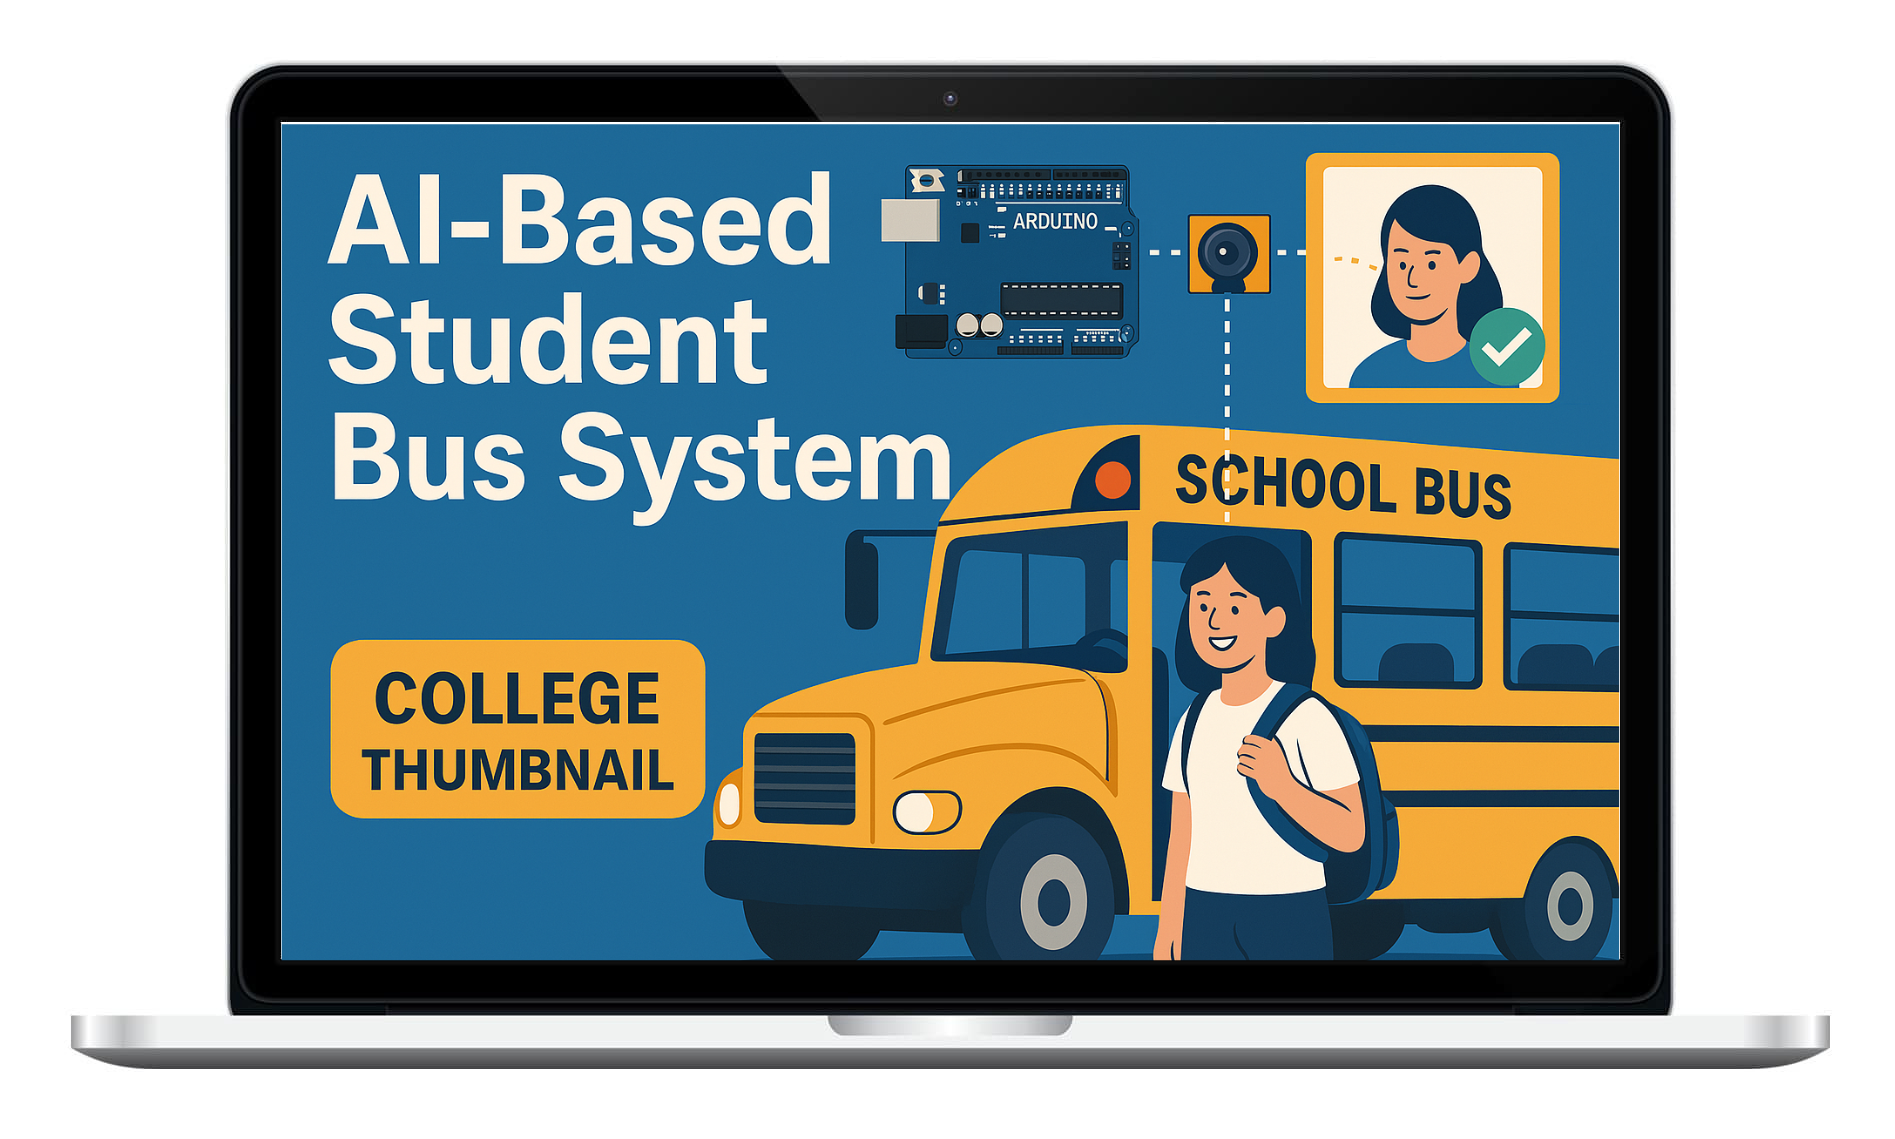 AI-Based
Student
Bus System
ARDUINO
SCHOOL BUS
COLLEGE
THUMBNAIL